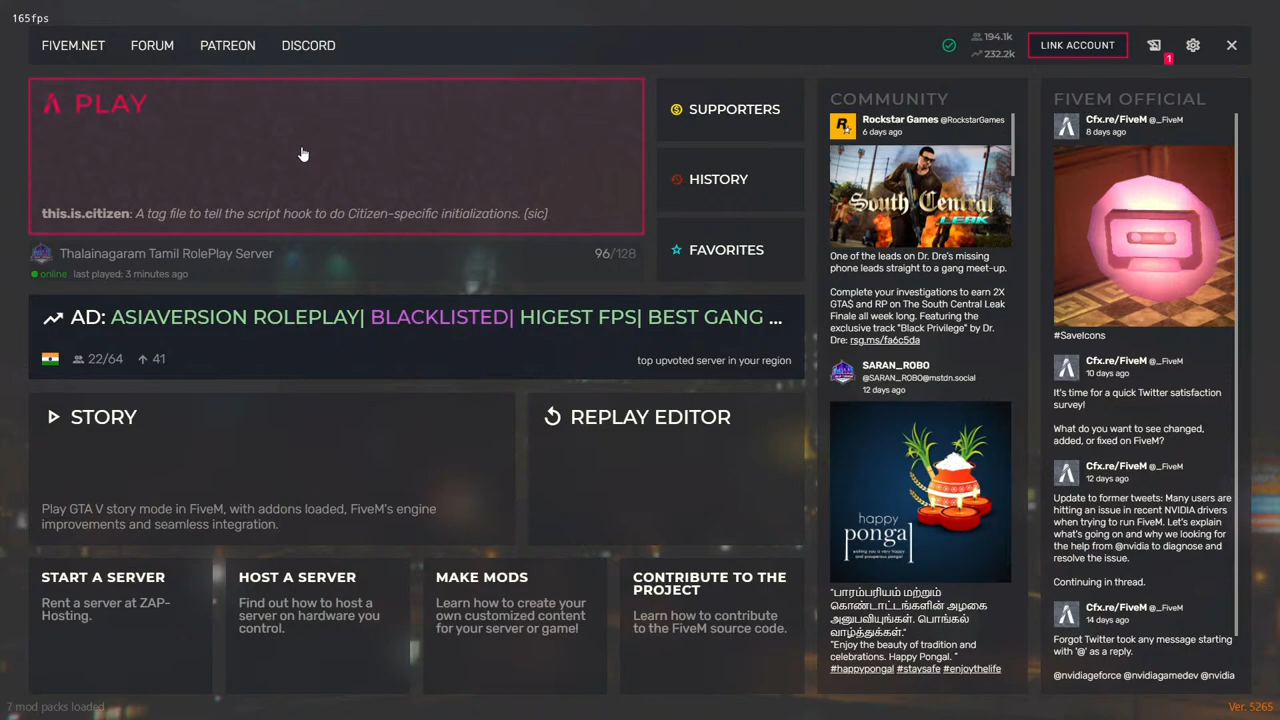 165fps
FIVEM.NET
FORUM
PATREON
DISCORD
194.1k
232.2k
LINK ACCOUNT
1
PLAY
this.is.citizen: A tag file to tell the script hook to do Citizen-specific initializations. (sic)
Thalainagaram Tamil RolePlay Server
96/128
online last played: 3 minutes ago
SUPPORTERS
HISTORY
FAVORITES
AD: ASIAVERSION ROLEPLAY| BLACKLISTED| HIGEST FPS| BEST GANG ...
22/64
41
top upvoted server in your region
STORY
Play GTA V story mode in FiveM, with addons loaded, FiveM's engine
improvements and seamless integration.
REPLAY EDITOR
START A SERVER
Rent a server at ZAP-
Hosting.
HOST A SERVER
Find out how to host a
server on hardware you
control.
MAKE MODS
Learn how to create your
own customized content
for your server or game!
CONTRIBUTE TO THE
PROJECT
Learn how to contribute
to the FiveM source code.
COMMUNITY
Rockstar Games @RockstarGames
6 days ago
South Central
LEAK
One of the leads on Dr. Dre's missing
phone leads straight to a gang meet-up.
Complete your investigations to earn 2X
GTA$ and RP on The South Central Leak
Finale all week long. Featuring the
exclusive track "Black Privilege" by Dr.
Dre: rsg.ms/fa6c5da
SARAN_ROBO
@SARAN_ROBO@mstdn.social
12 days ago
happy
pongal
wishing you a very happy
and prosperous pongal
"பாரம்பரியம் மற்றும்
கொண்டாட்டங்களின் அழகை
அனுபவியுங்கள். பொங்கல்
வாழ்த்துக்கள்."
"Enjoy the beauty of tradition and
celebrations. Happy Pongal. "
#happypongal #staysafe #enjoythelife
FIVEM OFFICIAL
Cfx.re/FiveM @_FiveM
8 days ago
#SaveIcons
Cfx.re/FiveM @_FiveM
10 days ago
It's time for a quick Twitter satisfaction
survey!
What do you want to see changed,
added, or fixed on FiveM?
Cfx.re/FiveM @_FiveM
12 days ago
Update to former tweets: Many users are
hitting an issue in recent NVIDIA drivers
when trying to run FiveM. Let's explain
what's going on and why we looking for
the help from @nvidia to diagnose and
resolve the issue.
Continuing in thread.
Cfx.re/FiveM @_FiveM
14 days ago
Forgot Twitter took any message starting
with '@' as a reply.
@nvidiageforce @nvidiagamedev @nvidia
7 mod packs loaded
Ver. 5265